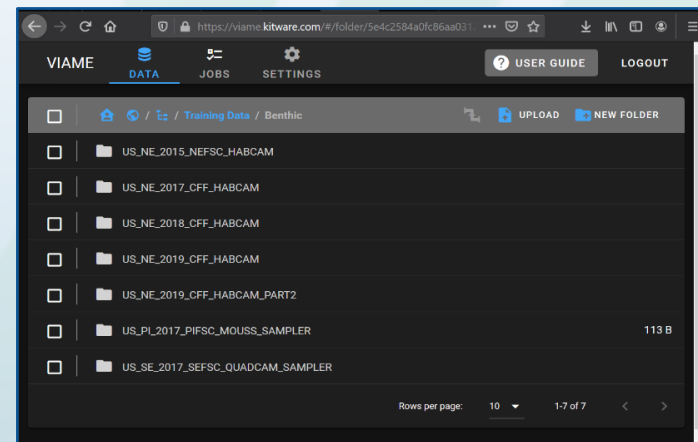 https://viame.kitware.com/#/folder/5e4c2584a0fc86aa031
VIAME DATA JOBS SETTINGS ? USER GUIDE LOGOUT
/ / Training Data / Benthic UPLOAD NEW FOLDER
US_NE_2015_NEFSC_HABCAM
US_NE_2017_CFF_HABCAM
US_NE_2018_CFF_HABCAM
US_NE_2019_CFF_HABCAM
US_NE_2019_CFF_HABCAM_PART2
US_PI_2017_PIFSC_MOUSS_SAMPLER 113 B
US_SE_2017_SEFSC_QUADCAM_SAMPLER
Rows per page: 10 1-7 of 7